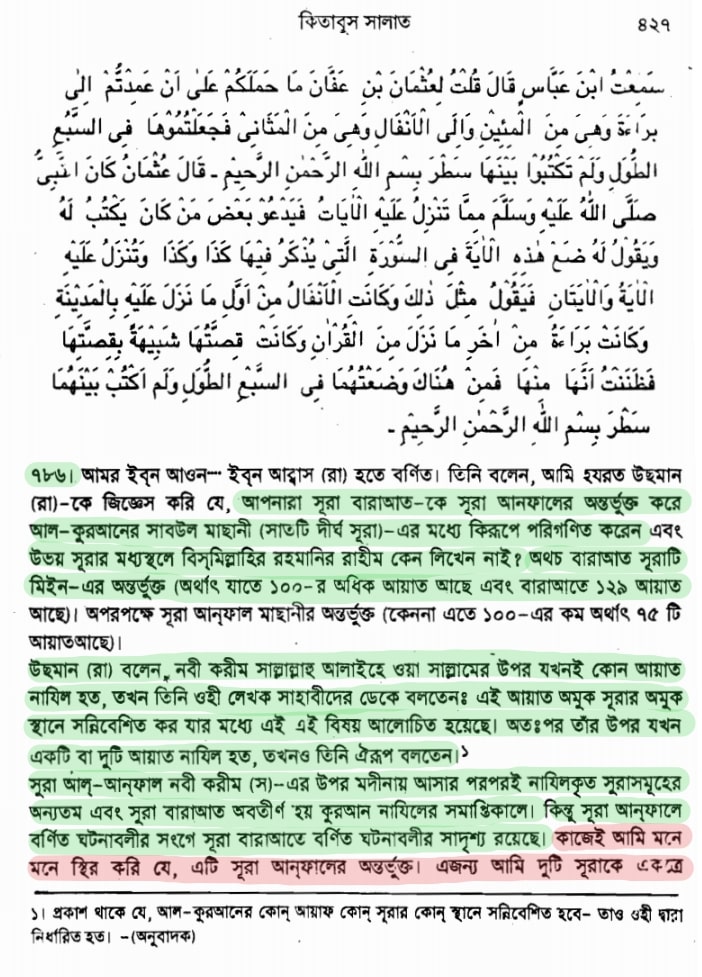 কিতাবুস সালাত ৪২৭
سَمِعْتُ ابْنَ عَبَّاسٍ قَالَ قُلْتُ لِعُثْمَانَ بْنِ عَفَّانَ مَا حَمَلَكُمْ عَلٰى اَنْ عَمَدْتُّمْ اِلٰى
بَرَاءَةَ وَهِىَ مِنَ الْمِئِيْنَ وَاِلَى الْاَنْفَالِ وَهِىَ مِنَ الْمَثَانِىْ فَجَعَلْتُمُوْهَا فِى السَّبْعِ
الطُّوَلِ وَلَمْ تَكْتُبُوْا بَيْنَهَا سَطْرَ بِسْمِ اللّٰهِ الرَّحْمٰنِ الرَّحِيْمِ ـ قَالَ عُثْمَانُ كَانَ النَّبِىُّ
صَلَّى اللّٰهُ عَلَيْهِ وَسَلَّمَ مِمَّا تَنْزِلُ عَلَيْهِ الْاٰيَاتُ فَيَدْعُوْ بَعْضَ مَنْ كَانَ يَكْتُبُ لَهُ
وَيَقُوْلُ لَهُ ضَعْ هٰذِهِ الْاٰيَةَ فِى السُّوْرَةِ الَّتِىْ يُذْكَرُ فِيْهَا كَذَا وَكَذَا وَتُنْزَلُ عَلَيْهِ
الْاٰيَةُ وَالْاٰيَتَانِ فَيَقُوْلُ مِثْلَ ذٰلِكَ وَكَانَتِ الْاَنْفَالُ مِنْ اَوَّلِ مَا نَزَلَ عَلَيْهِ بِالْمَدِيْنَةِ
وَكَانَتْ بَرَاءَةُ مِنْ اٰخِرِ مَا نَزَلَ مِنَ الْقُرْاٰنِ وَكَانَتْ قِصَّتُهَا شَبِيْهَةً بِقِصَّتِهَا
فَظَنَنْتُ اَنَّهَا مِنْهَا فَمِنْ هُنَاكَ وَضَعْتُهُمَا فِى السَّبْعِ الطُّوَلِ وَلَمْ اَكْتُبْ بَيْنَهُمَا
سَطْرَ بِسْمِ اللّٰهِ الرَّحْمٰنِ الرَّحِيْمِ ـ
৭৮৬। আমর ইব্ন আওন... ইব্ন আব্বাস (রা) হতে বর্ণিত। তিনি বলেন, আমি হযরত উছমান
(রা)-কে জিজ্ঞেস করি যে, আপনারা সূরা বারাআত-কে সূরা আনফালের অন্তর্ভুক্ত করে
আল-কুরআনের সাবউল মাছানী (সাতটি দীর্ঘ সূরা)-এর মধ্যে কিরূপে পরিগণিত করেন এবং
উভয় সূরার মধ্যস্থলে বিস্‌মিল্লাহির রহমানির রাহীম কেন লিখেন নাই? অথচ বারাআত সূরাটি
মিইন-এর অন্তর্ভুক্ত (অর্থাৎ যাতে ১০০-র অধিক আয়াত আছে এবং বারাআতে ১২৯ আয়াত
আছে)। অপরপক্ষে সূরা আন্‌ফাল মাছানীর অন্তর্ভুক্ত (কেননা এতে ১০০-এর কম অর্থাৎ ৭৫ টি
আয়াতআছে)।
উছমান (রা) বলেন, নবী করীম সাল্লাল্লাহু আলাইহে ওয়া সাল্লামের উপর যখনই কোন আয়াত
নাযিল হত, তখন তিনি ওহী লেখক সাহাবীদের ডেকে বলতেনঃ এই আয়াত অমুক সূরার অমুক
স্থানে সন্নিবেশিত কর যার মধ্যে এই এই বিষয় আলোচিত হয়েছে। অতঃপর তাঁর উপর যখন
একটি বা দুটি আয়াত নাযিল হত, তখনও তিনি ঐরূপ বলতেন।১
সূরা আল্-আন্‌ফাল নবী করীম (স)-এর উপর মদীনায় আসার পরপরই নাযিলকৃত সূরাসমূহের
অন্যতম এবং সূরা বারাআত অবতীর্ণ হয় কুরআন নাযিলের সমাপ্তিকালে। কিন্তু সূরা আন্‌ফালে
বর্ণিত ঘটনাবলীর সংগে সূরা বারাআতে বর্ণিত ঘটনাবলীর সাদৃশ্য রয়েছে। কাজেই আমি মনে
মনে স্থির করি যে, এটি সূরা আন্‌ফালের অন্তর্ভুক্ত। এজন্য আমি দুটি সূরাকে একত্র
১। প্রকাশ থাকে যে, আল-কুরআনের কোন্ আয়াফ কোন্ সূরার কোন্ স্থানে সন্নিবেশিত হবে- তাও ওহী দ্বারা
নির্ধারিত হত। -(অনুবাদক)